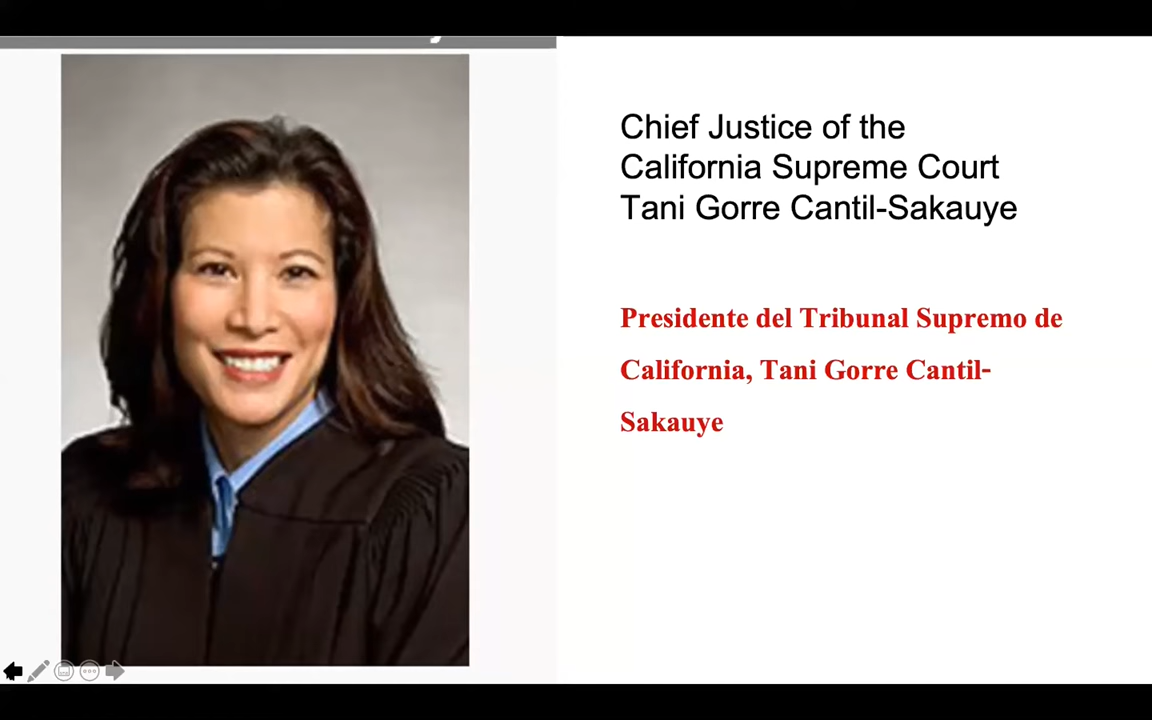 Chief Justice of the
California Supreme Court
Tani Gorre Cantil-Sakauye
Presidente del Tribunal Supremo de
California, Tani Gorre Cantil-
Sakauye